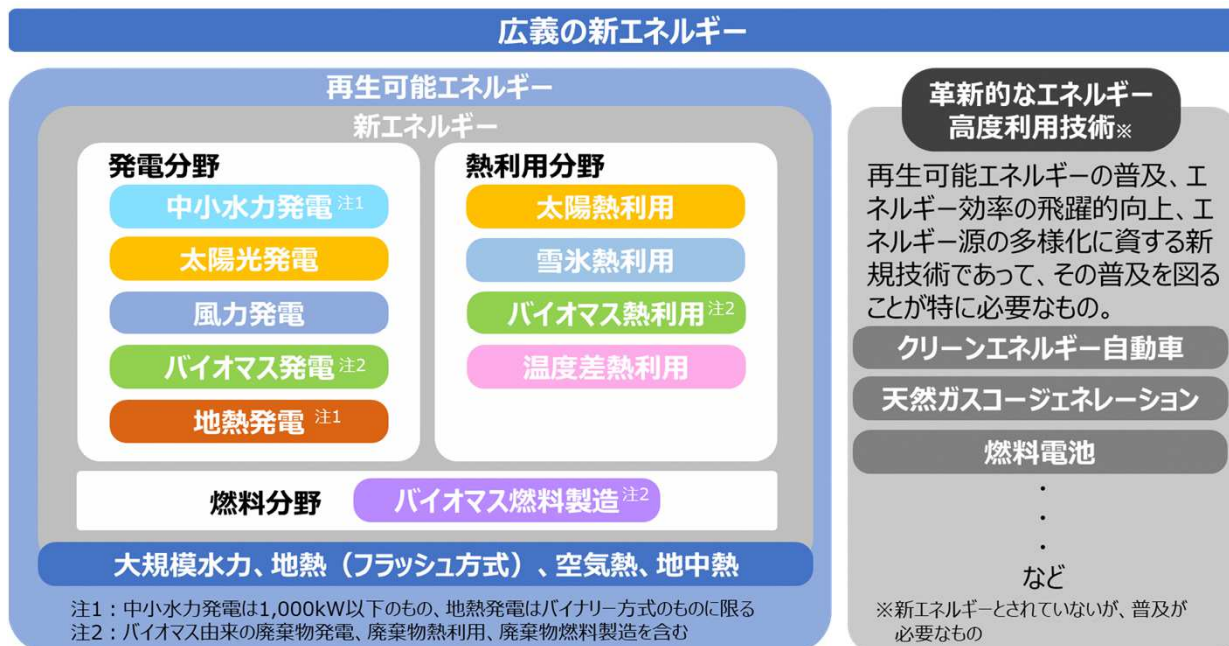 広義の新エネルギー
再生可能エネルギー
新エネルギー
発電分野
中小水力発電 注1
太陽光発電
風力発電
バイオマス発電 注2
地熱発電 注1
熱利用分野
太陽熱利用
雪氷熱利用
バイオマス熱利用 注2
温度差熱利用
燃料分野
バイオマス燃料製造 注2
大規模水力、地熱（フラッシュ方式）、空気熱、地中熱
注1：中小水力発電は1,000kW以下のもの、地熱発電はバイナリー方式のものに限る
注2：バイオマス由来の廃棄物発電、廃棄物熱利用、廃棄物燃料製造を含む
革新的なエネルギー
高度利用技術※
再生可能エネルギーの普及、エ
ネルギー効率の飛躍的向上、エ
ネルギー源の多様化に資する新
規技術であって、その普及を図る
ことが特に必要なもの。
クリーンエネルギー自動車
天然ガスコージェネレーション
燃料電池
・
・
・
など
※新エネルギーとされていないが、普及が
必要なもの